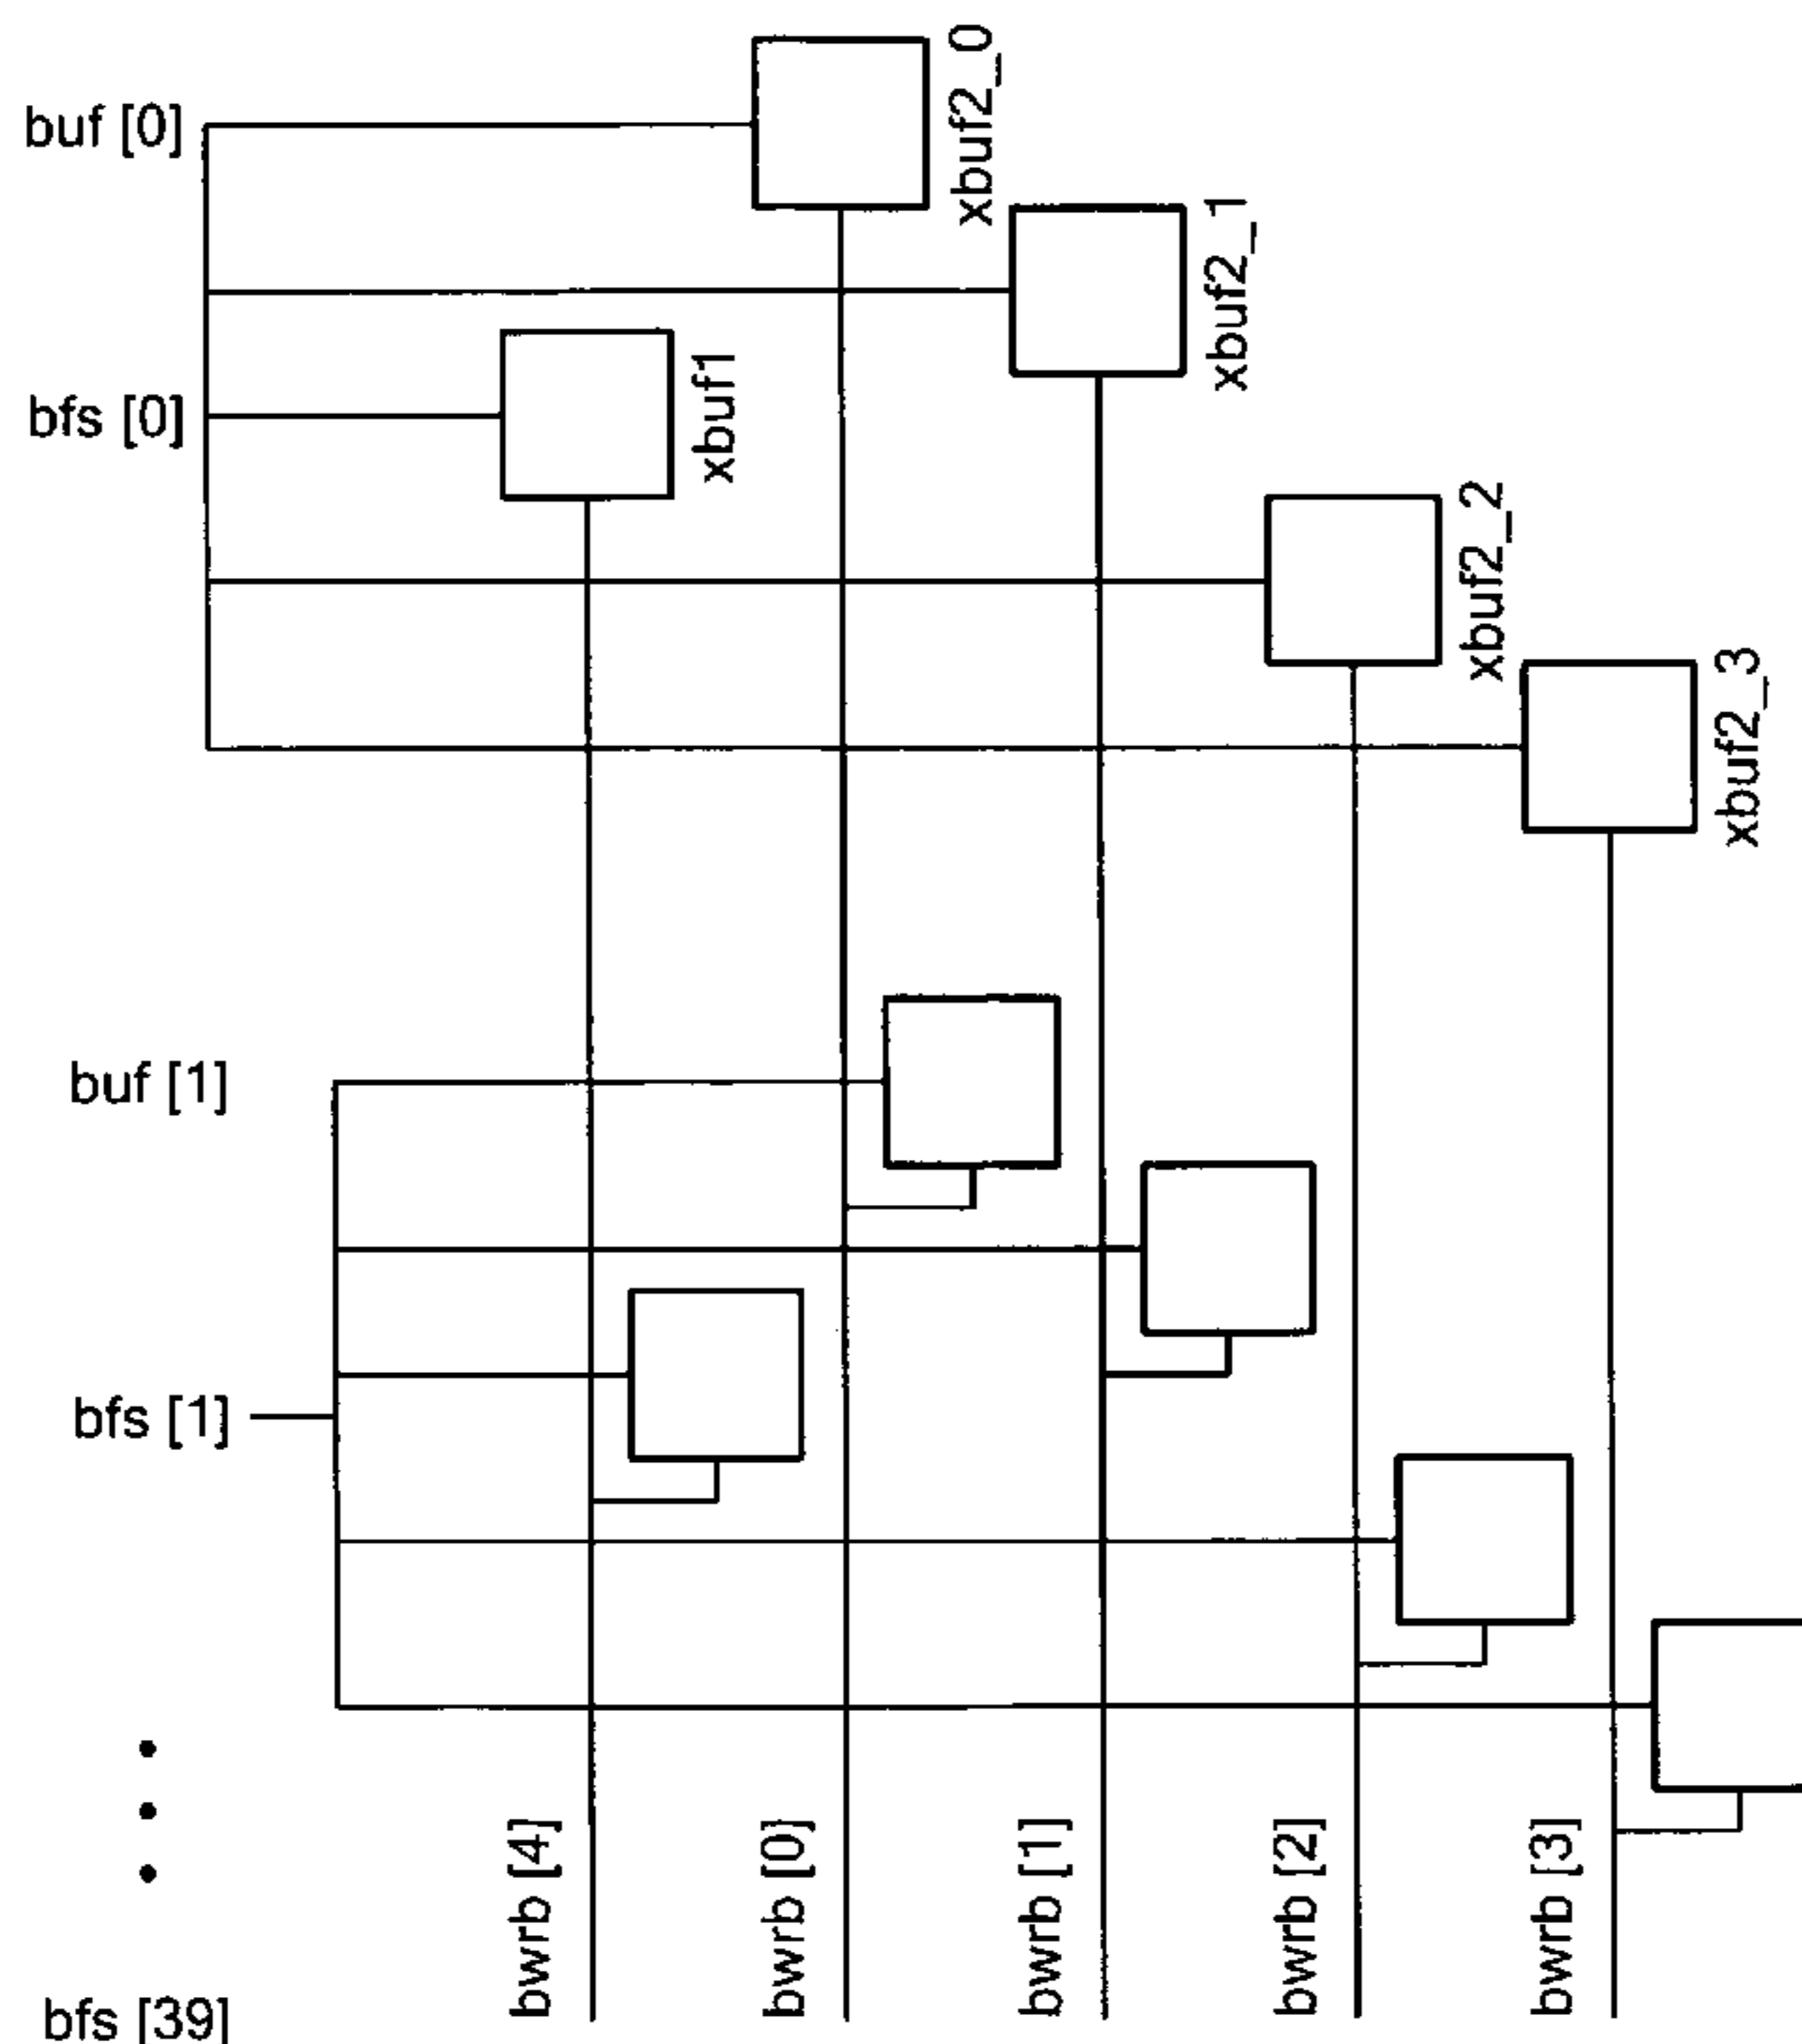 buf [0]
xbuf2_0
xbuf2_1
bfs [0]
xbuf1
xbuf2_2
xbuf2_3
buf [1]
bfs [1]
bwrb [4]
bwrb [0]
bwrb [1]
bwrb [2]
bwrb [3]
bfs [39]